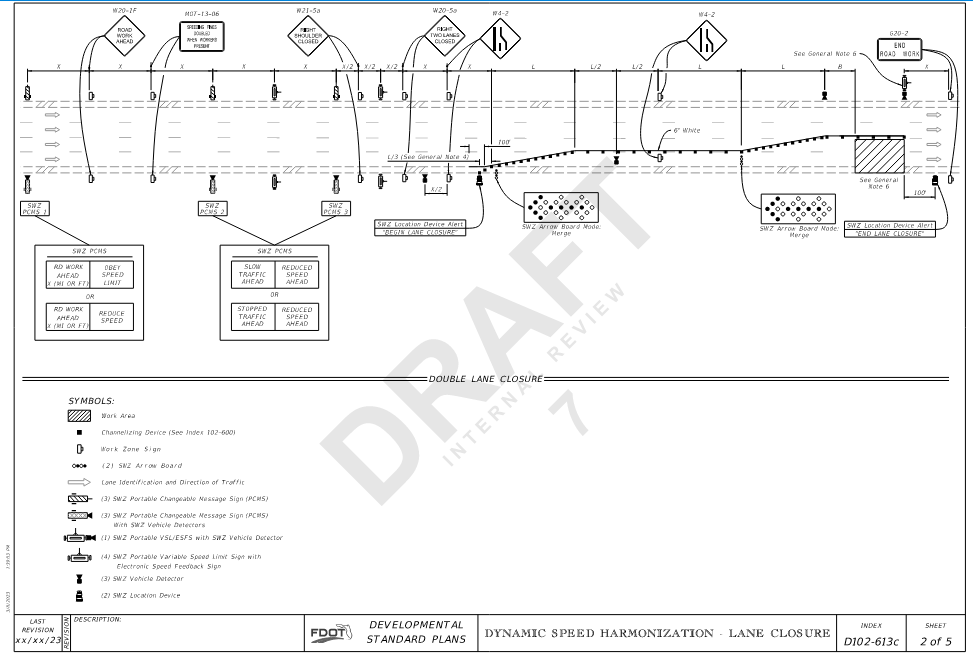 W20-1F
MOT-13-06
W21-5a
W20-5a
W4-2
W4-2
G20-2
ROAD
WORK
AHEAD
SPEEDING FINES
DOUBLED
WHEN WORKERS
PRESENT
RIGHT
SHOULDER
CLOSED
RIGHT
TWO LANES
CLOSED
END
ROAD WORK
See General Note 6
X X X X X X/2 X/2 X/2 X X L L/2 L/2 L L B X
6" White
100'
L/3 (See General Note 4)
X/2
See General
Note 6
100'
SWZ
PCMS 1
SWZ
PCMS 2
SWZ
PCMS 3
SWZ Location Device Alert
"BEGIN LANE CLOSURE"
SWZ Arrow Board Mode:
Merge
SWZ Arrow Board Mode:
Merge
SWZ Location Device Alert
"END LANE CLOSURE"
SWZ PCMS
RD WORK
AHEAD
X (MI OR FT)
OBEY
SPEED
LIMIT
OR
RD WORK
AHEAD
X (MI OR FT)
REDUCE
SPEED
SWZ PCMS
SLOW
TRAFFIC
AHEAD
REDUCED
SPEED
AHEAD
OR
STOPPED
TRAFFIC
AHEAD
REDUCED
SPEED
AHEAD
DRAFT
INTERNAL REVIEW
7
DOUBLE LANE CLOSURE
SYMBOLS:
Work Area
Channelizing Device (See Index 102-600)
Work Zone Sign
(2) SWZ Arrow Board
Lane Identification and Direction of Traffic
(3) SWZ Portable Changeable Message Sign (PCMS)
(3) SWZ Portable Changeable Message Sign (PCMS)
With SWZ Vehicle Detectors
(1) SWZ Portable VSL/ESFS with SWZ Vehicle Detector
(4) SWZ Portable Variable Speed Limit Sign with
Electronic Speed Feedback Sign
(3) SWZ Vehicle Detector
(2) SWZ Location Device
LAST
REVISION
xx/xx/23
REVISION
DESCRIPTION:
FDOT
DEVELOPMENTAL
STANDARD PLANS
DYNAMIC SPEED HARMONIZATION - LANE CLOSURE
INDEX
D102-613c
SHEET
2 of 5